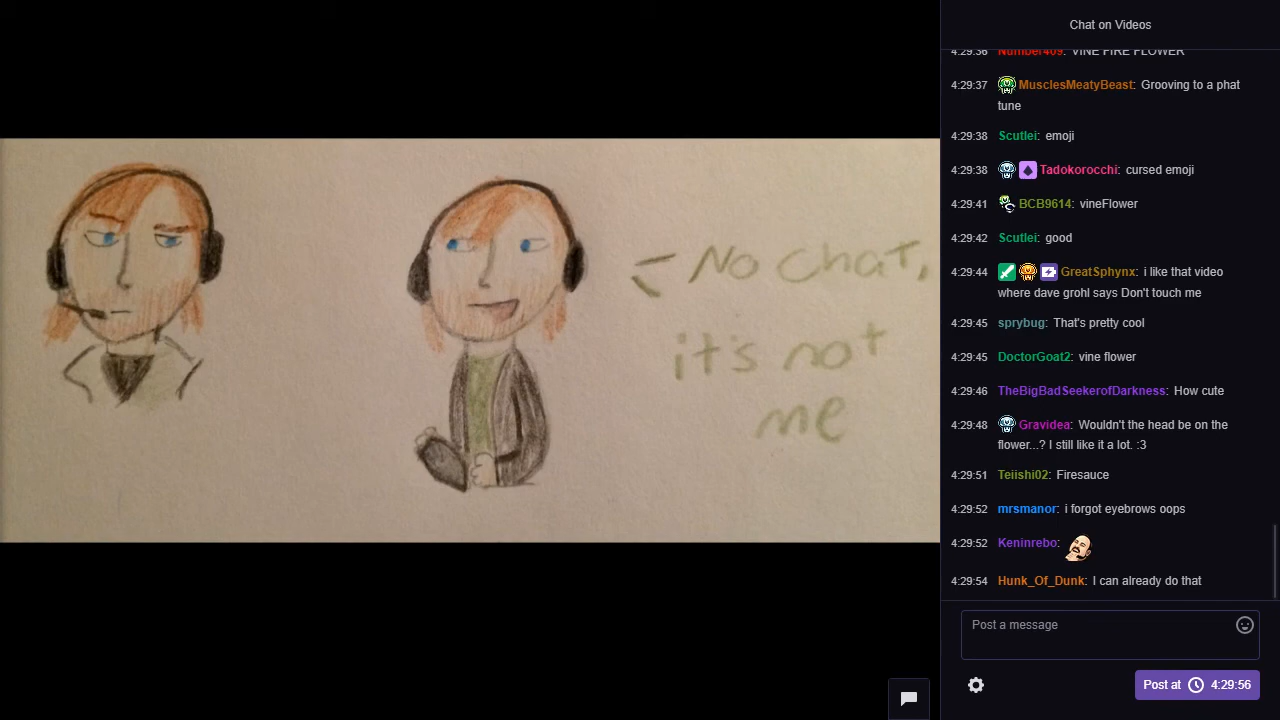 Chat on Videos
4:29:36 Number409: VINE FIRE FLOWER
4:29:37 MusclesMeatyBeast: Grooving to a phat
tune
4:29:38 Scutlei: emoji
4:29:38 Tadokorocchi: cursed emoji
4:29:41 BCB9614: vineFlower
4:29:42 Scutlei: good
4:29:44 GreatSphynx: i like that video
where dave grohl says Don't touch me
4:29:45 sprybug: That's pretty cool
4:29:45 DoctorGoat2: vine flower
4:29:46 TheBigBadSeekerofDarkness: How cute
4:29:48 Gravidea: Wouldn't the head be on the
flower...? I still like it a lot. :3
4:29:51 Teiishi02: Firesauce
4:29:52 mrsmanor: i forgot eyebrows oops
4:29:52 Keninrebo:
4:29:54 Hunk_Of_Dunk: I can already do that
Post a message
Post at 4:29:56
No chat,
it's not
me